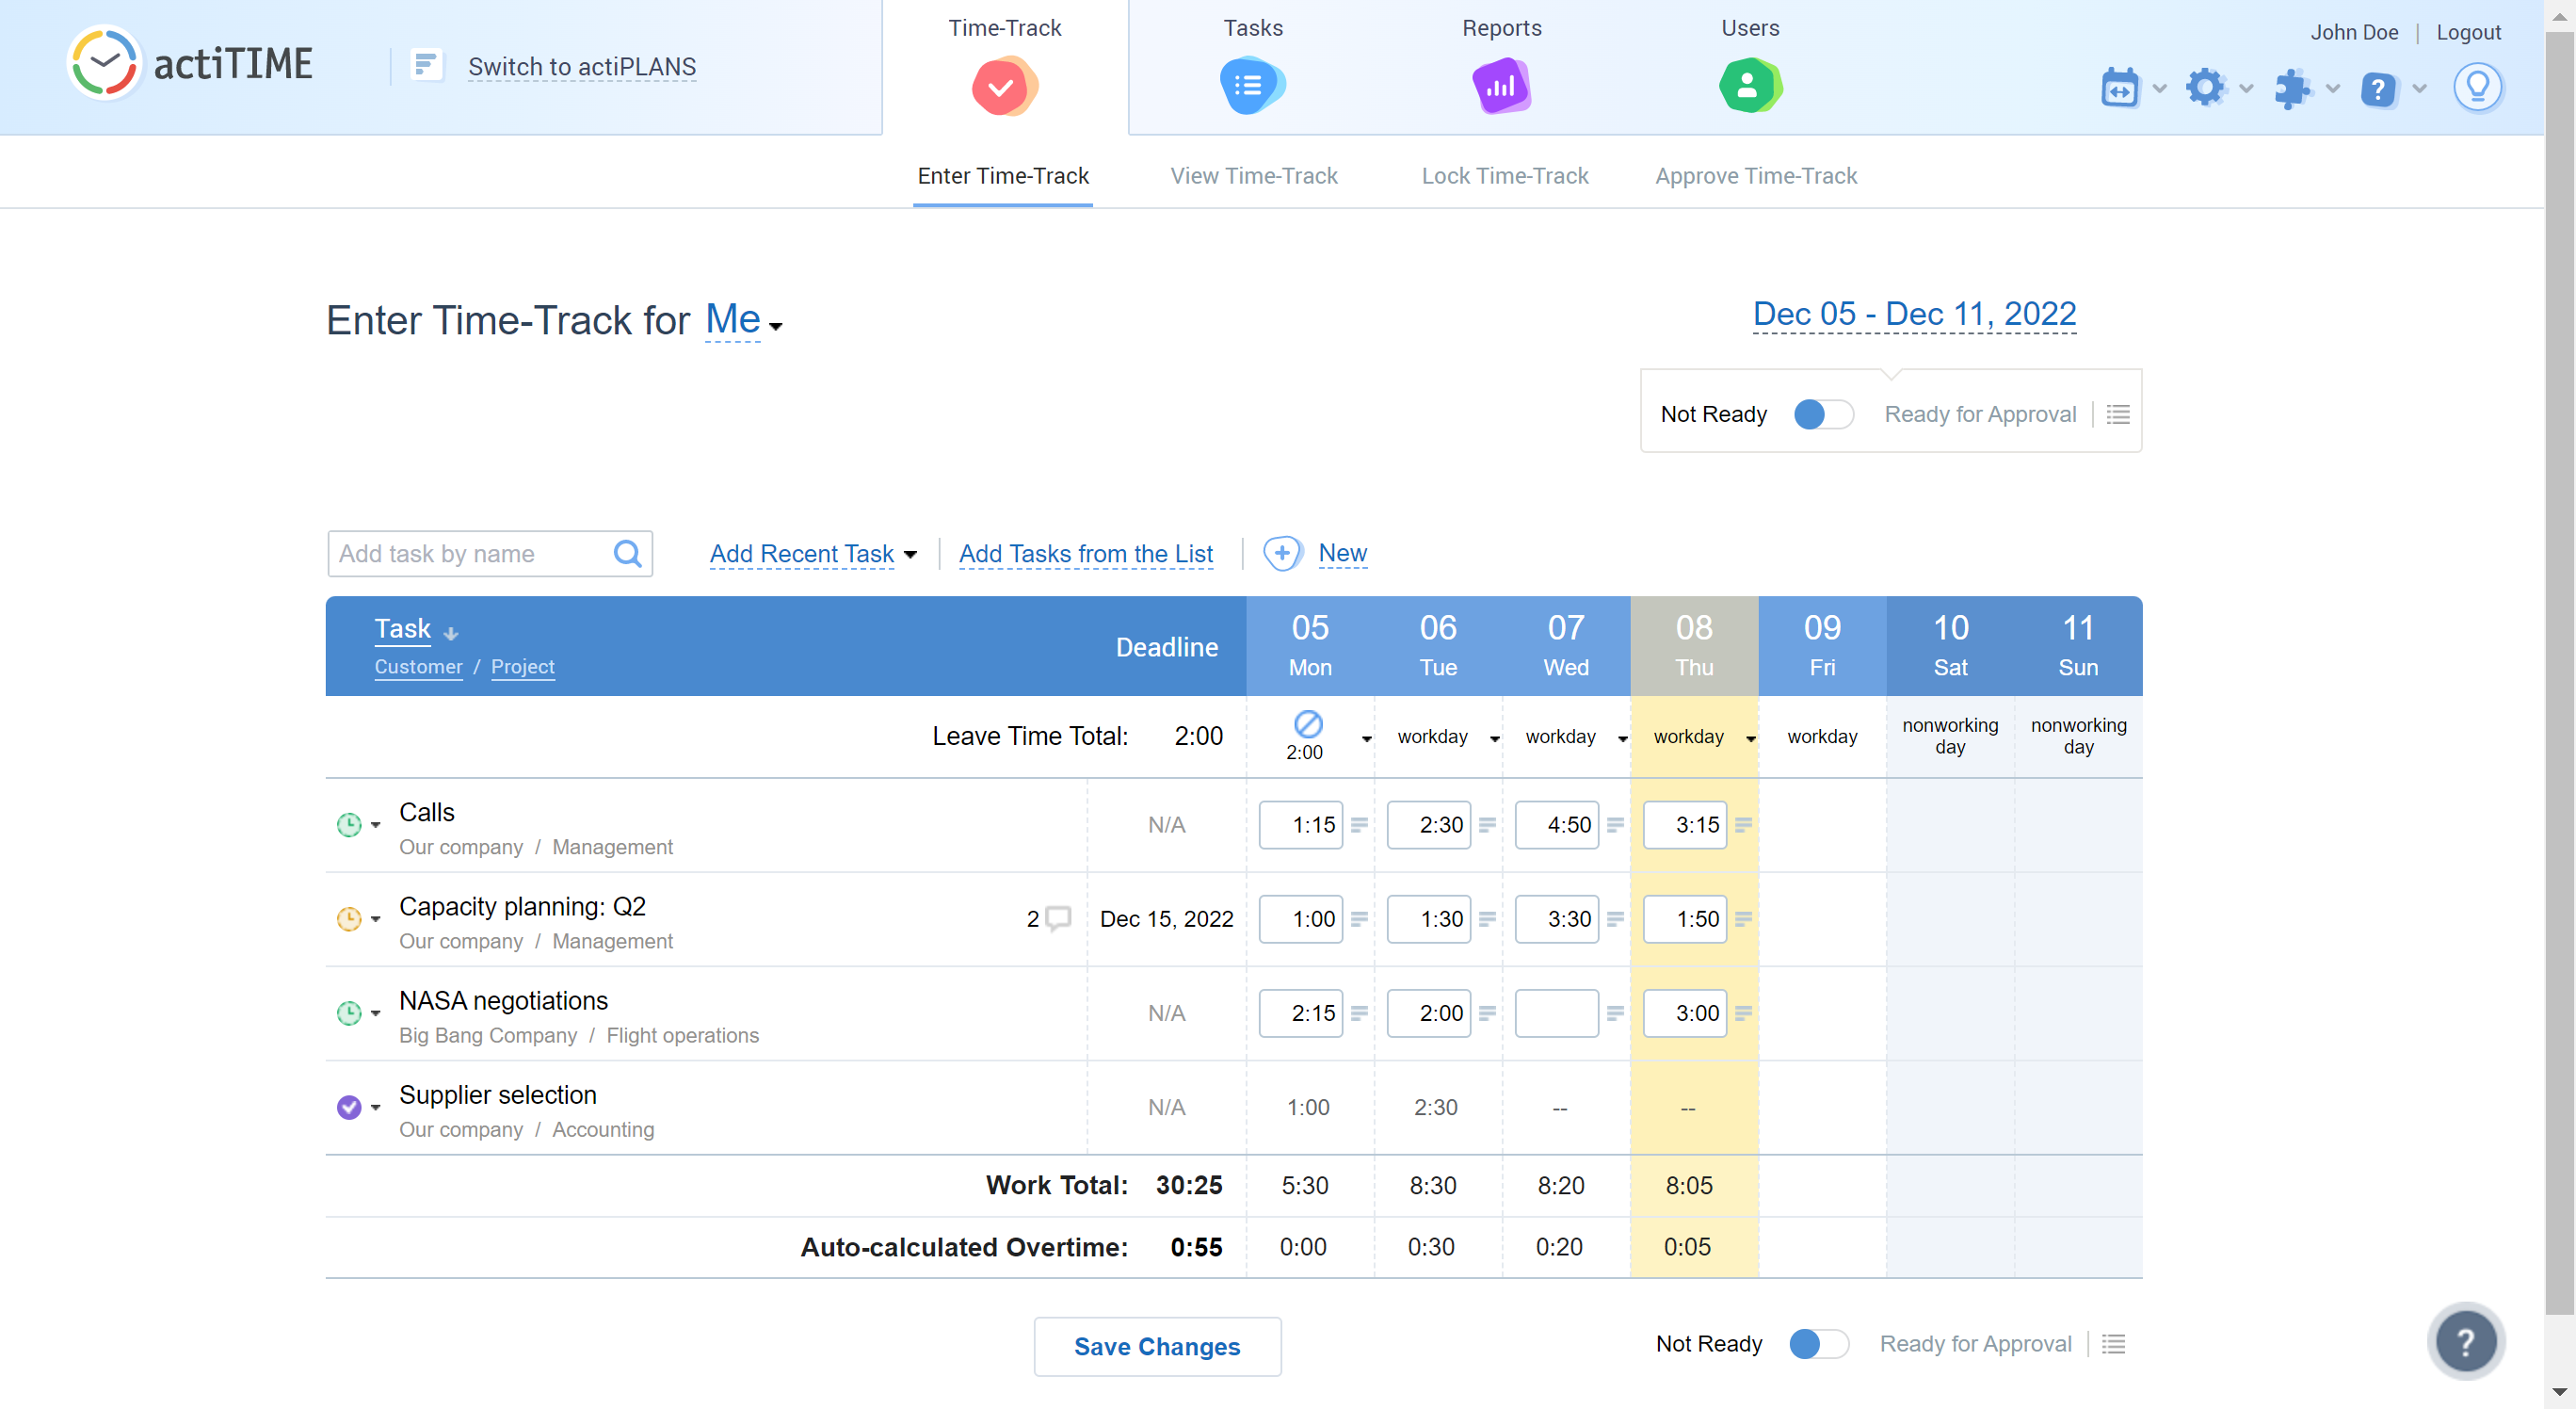 actiTIME
Switch to actiPLANS
Time-Track
Tasks
Reports
Users
John Doe | Logout
Enter Time-Track
View Time-Track
Lock Time-Track
Approve Time-Track
Enter Time-Track for Me
Dec 05 - Dec 11, 2022
Not Ready Ready for Approval
Add task by name
Add Recent Task
Add Tasks from the List
New
Task
Customer / Project
Deadline
05 06 07 08 09 10 11
Mon Tue Wed Thu Fri Sat Sun
Leave Time Total: 2:00 2:00 workday workday workday workday nonworking day nonworking day
Calls
Our company / Management
N/A 1:15 2:30 4:50 3:15
Capacity planning: Q2
Our company / Management
2 Dec 15, 2022 1:00 1:30 3:30 1:50
NASA negotiations
Big Bang Company / Flight operations
N/A 2:15 2:00 3:00
Supplier selection
Our company / Accounting
N/A 1:00 2:30 -- --
Work Total: 30:25 5:30 8:30 8:20 8:05
Auto-calculated Overtime: 0:55 0:00 0:30 0:20 0:05
Save Changes
Not Ready Ready for Approval
?